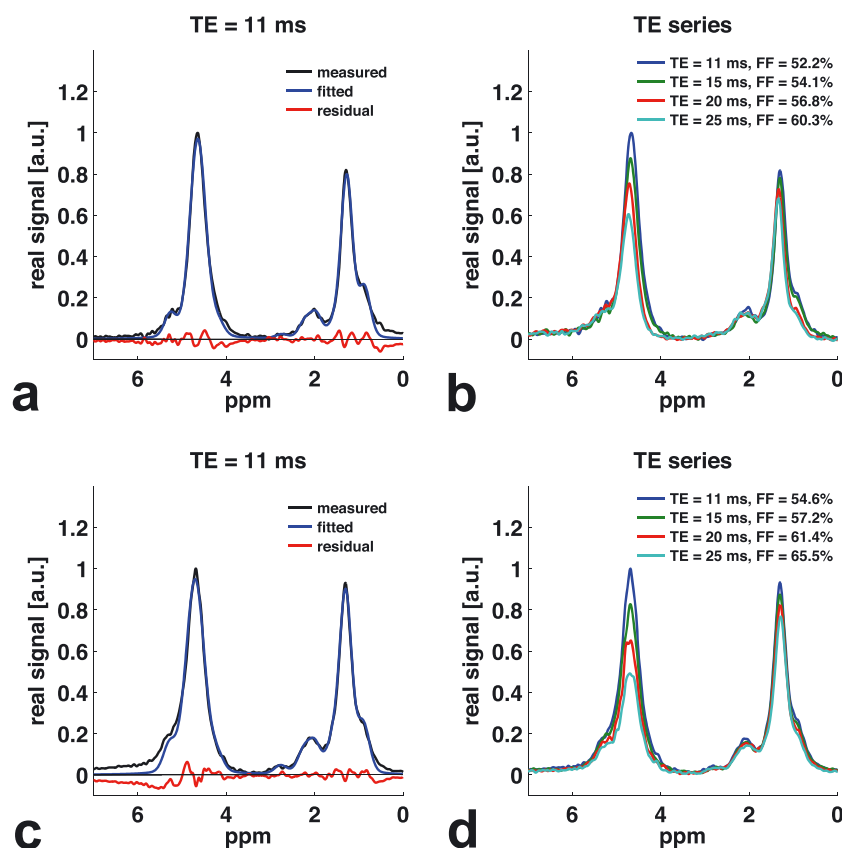 TE = 11 ms
measured
fitted
residual
1.2
1
0.8
0.6
0.4
0.2
0
real signal [a.u.]
6
4
2
0
ppm
a
TE series
TE = 11 ms, FF = 52.2%
TE = 15 ms, FF = 54.1%
TE = 20 ms, FF = 56.8%
TE = 25 ms, FF = 60.3%
1.2
1
0.8
0.6
0.4
0.2
0
real signal [a.u.]
6
4
2
0
ppm
b
TE = 11 ms
measured
fitted
residual
1.2
1
0.8
0.6
0.4
0.2
0
real signal [a.u.]
6
4
2
0
ppm
c
TE series
TE = 11 ms, FF = 54.6%
TE = 15 ms, FF = 57.2%
TE = 20 ms, FF = 61.4%
TE = 25 ms, FF = 65.5%
1.2
1
0.8
0.6
0.4
0.2
0
real signal [a.u.]
6
4
2
0
ppm
d